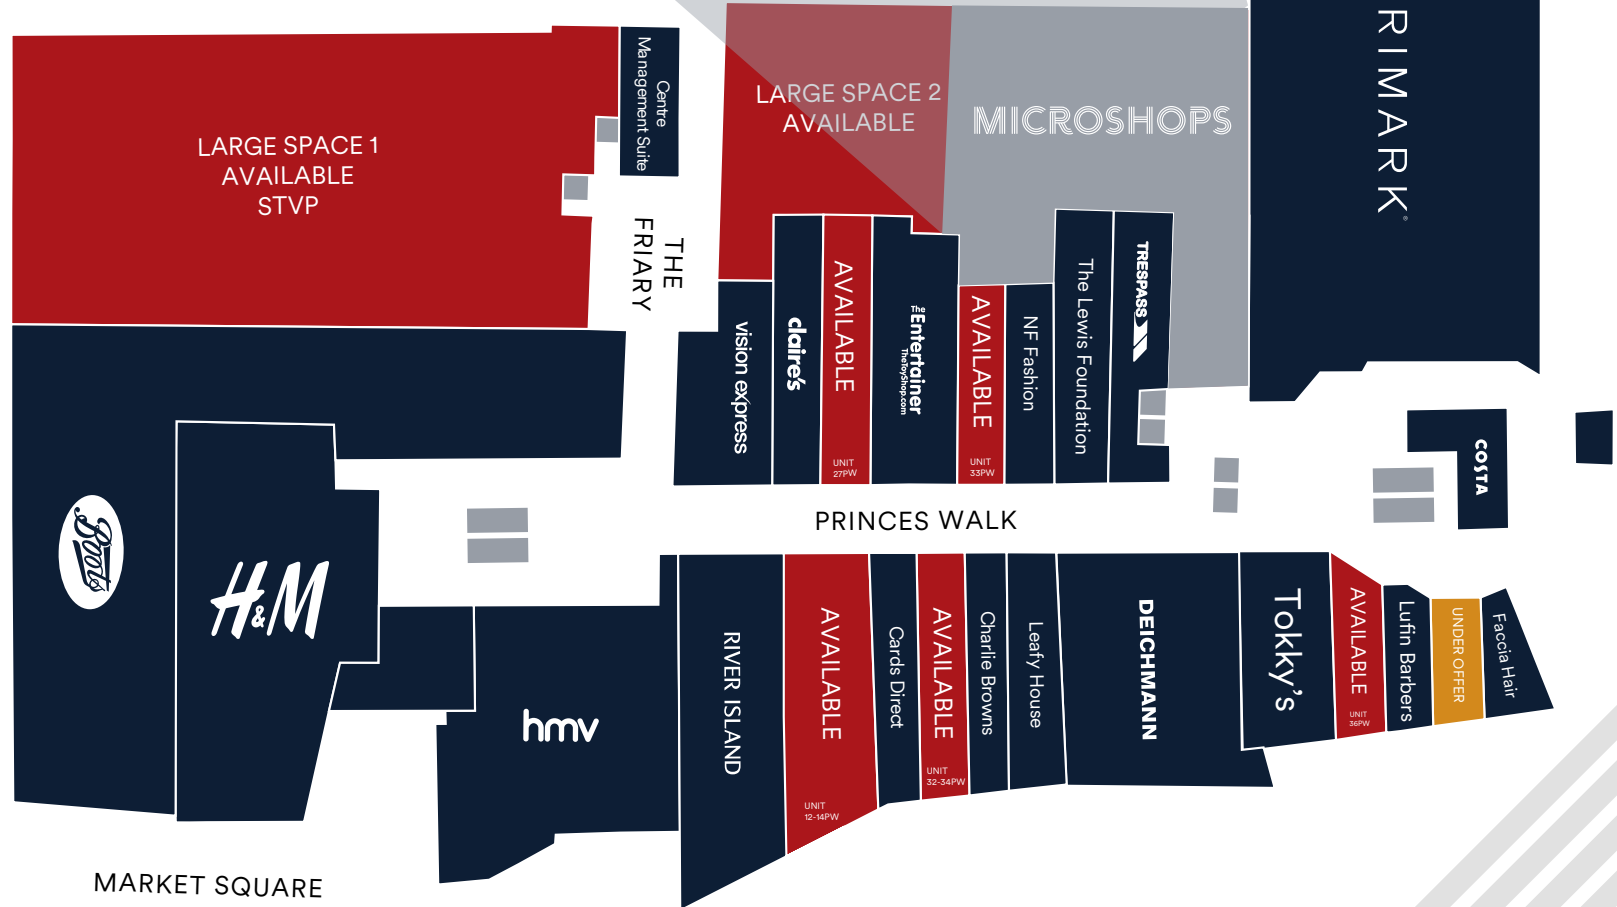 LARGE SPACE 1
AVAILABLE
STVP
Centre
Management Suite
THE
FRIARY
LARGE SPACE 2
AVAILABLE
MICROSHOPS
RIMARK®
vision express
claire's
AVAILABLE
UNIT
27PW
The
Entertainer
TheToyShop.com
AVAILABLE
UNIT
33PW
NF Fashion
The Lewis Foundation
TRESPASS
COSTA
PRINCES WALK
Boots
H&M
hmv
RIVER ISLAND
AVAILABLE
UNIT
12-14PW
Cards Direct
AVAILABLE
UNIT
32-34PW
Charlie Browns
Leafy House
DEICHMANN
Tokky's
AVAILABLE
UNIT
36PW
Luffin Barbers
UNDER OFFER
Faccia Hair
MARKET SQUARE